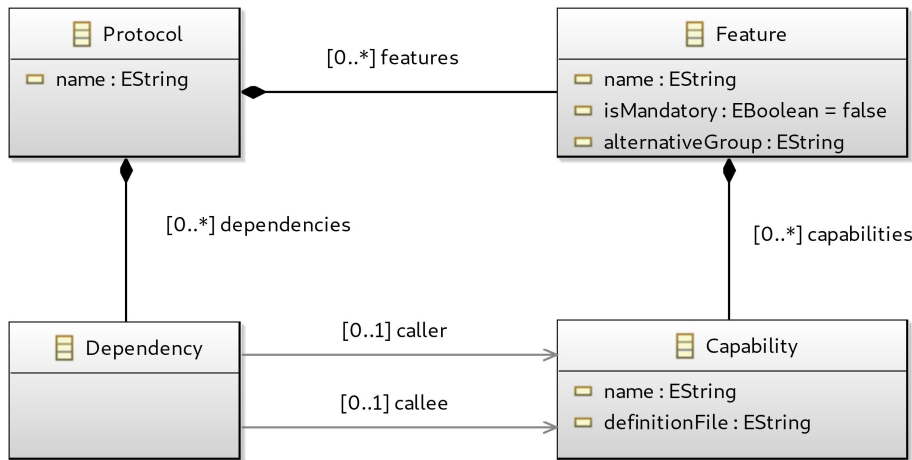 Protocol
name : EString
[0..*] features
Feature
name : EString
isMandatory : EBoolean = false
alternativeGroup : EString
[0..*] dependencies
[0..*] capabilities
Dependency
[0..1] caller
[0..1] callee
Capability
name : EString
definitionFile : EString